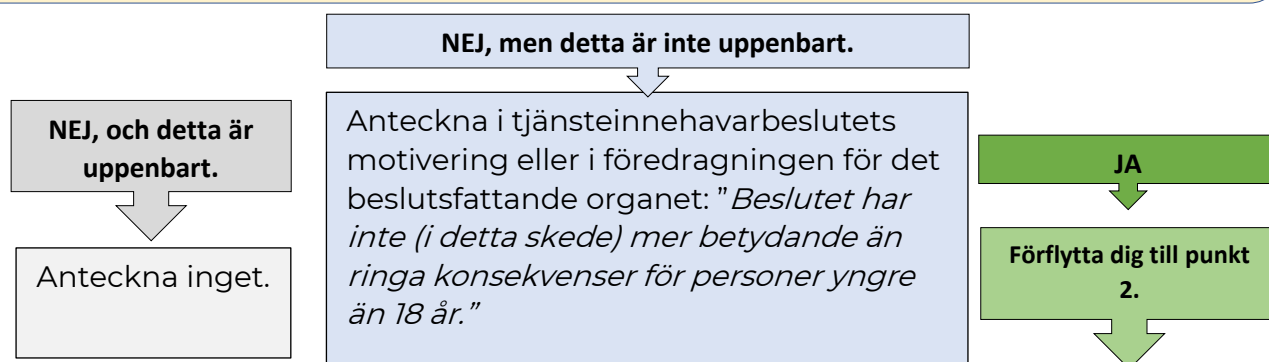 NEJ, men detta är inte uppenbart.
NEJ, och detta är
uppenbart.
Anteckna inget.
Anteckna i tjänsteinnehavarbeslutets
motivering eller i föredragningen för det
beslutsfattande organet: ”Beslutet har
inte (i detta skede) mer betydande än
ringa konsekvenser för personer yngre
än 18 år.”
JA
Förflytta dig till punkt
2.